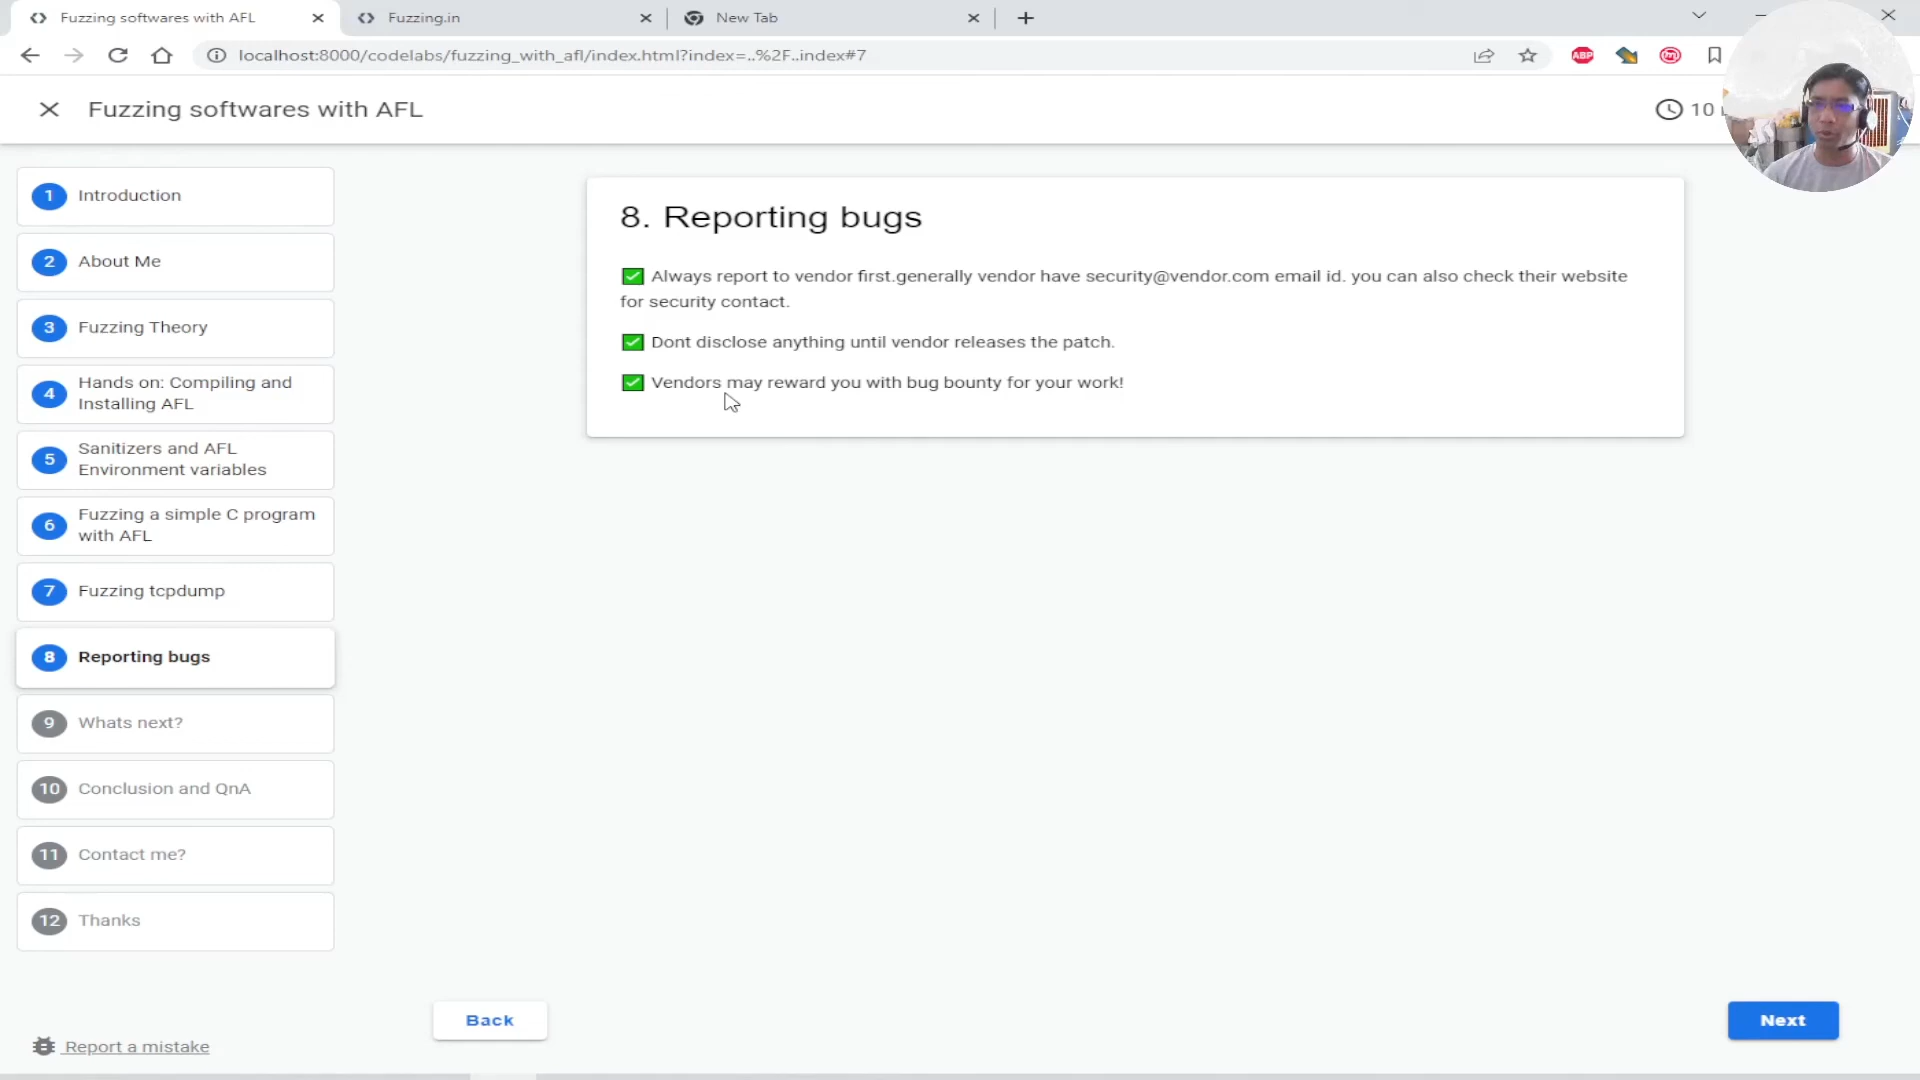 Fuzzing softwares with AFL
Fuzzing.in
New Tab
localhost:8000/codelabs/fuzzing_with_afl/index.html?index=..%2F..index#7
ABP
Fuzzing softwares with AFL
10
1 Introduction
2 About Me
3 Fuzzing Theory
4 Hands on: Compiling and
Installing AFL
5 Sanitizers and AFL
Environment variables
6 Fuzzing a simple C program
with AFL
7 Fuzzing tcpdump
8 Reporting bugs
9 Whats next?
10 Conclusion and QnA
11 Contact me?
12 Thanks
Report a mistake
8. Reporting bugs
✅ Always report to vendor first.generally vendor have security@vendor.com email id. you can also check their website
for security contact.
✅ Dont disclose anything until vendor releases the patch.
✅ Vendors may reward you with bug bounty for your work!
Back
Next